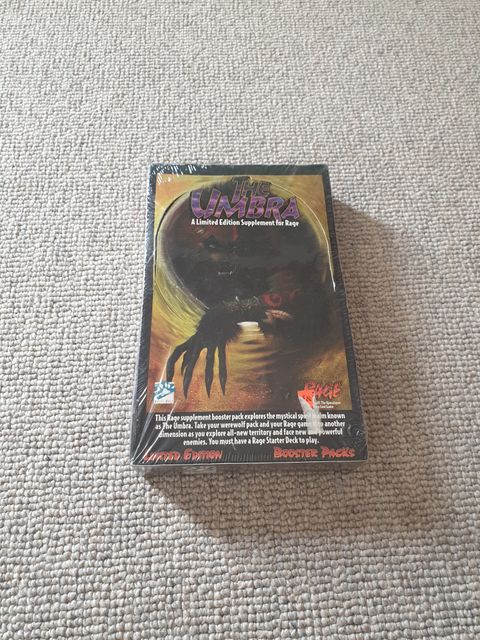 The
Umbra
A Limited Edition Supplement for Rage
Rage
This Rage supplement booster pack explores the mystical spirit realm known
as The Umbra. Take your werewolf pack and your Rage game into another
dimension as you explore all-new territory and face new and powerful
enemies. You must have a Rage Starter Deck to play.
Limited Edition
Booster Packs